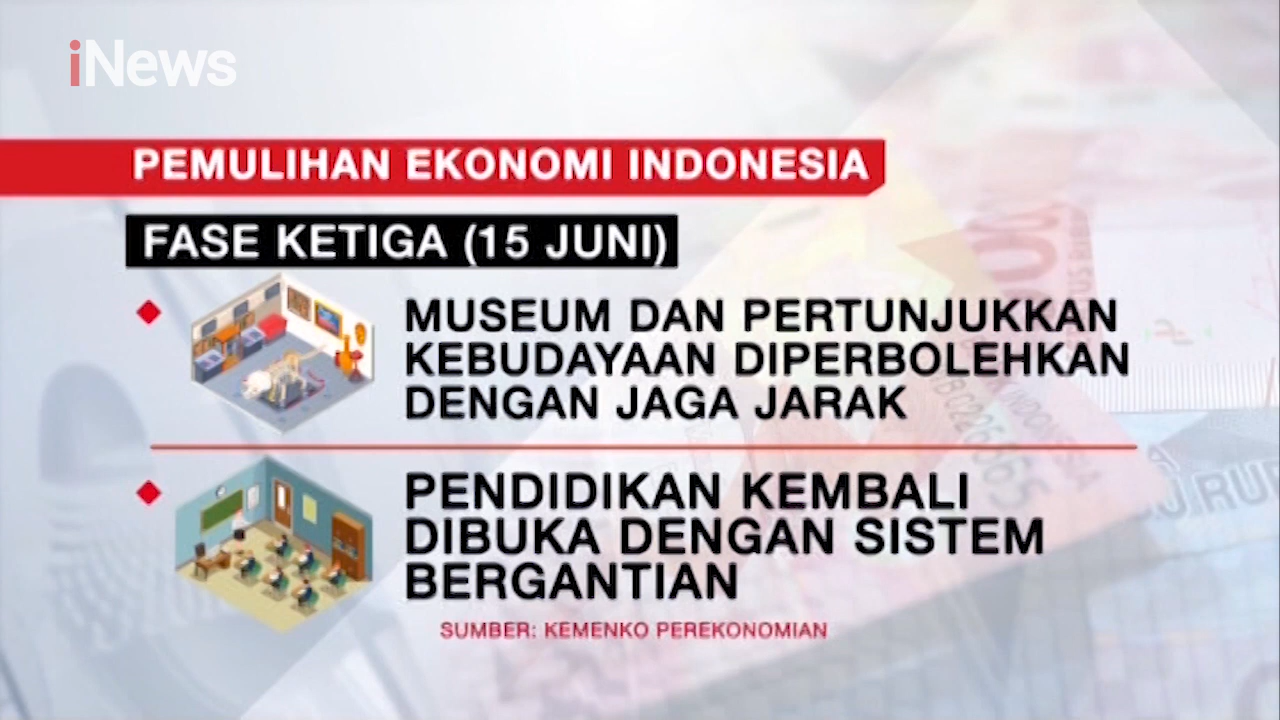 iNews
PEMULIHAN EKONOMI INDONESIA
FASE KETIGA (15 JUNI)
MUSEUM DAN PERTUNJUKKAN
KEBUDAYAAN DIPERBOLEHKAN
DENGAN JAGA JARAK
PENDIDIKAN KEMBALI
DIBUKA DENGAN SISTEM
BERGANTIAN
SUMBER: KEMENKO PEREKONOMIAN